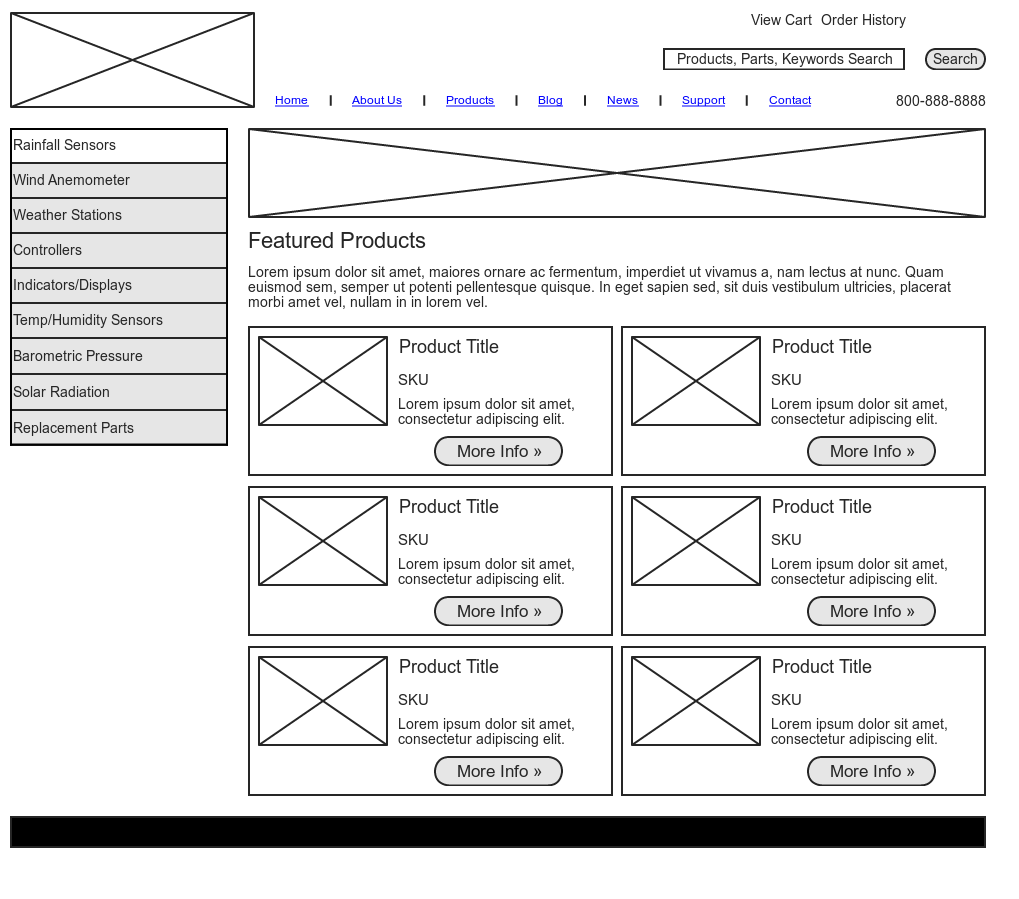 View Cart Order History
Products, Parts, Keywords Search
Search
Home | About Us | Products | Blog | News | Support | Contact
800-888-8888
Rainfall Sensors
Wind Anemometer
Weather Stations
Controllers
Indicators/Displays
Temp/Humidity Sensors
Barometric Pressure
Solar Radiation
Replacement Parts
Featured Products
Lorem ipsum dolor sit amet, maiores ornare ac fermentum, imperdiet ut vivamus a, nam lectus at nunc. Quam
euismod sem, semper ut potenti pellentesque quisque. In eget sapien sed, sit duis vestibulum ultricies, placerat
morbi amet vel, nullam in in lorem vel.
Product Title
SKU
Lorem ipsum dolor sit amet,
consectetur adipiscing elit.
More Info »
Product Title
SKU
Lorem ipsum dolor sit amet,
consectetur adipiscing elit.
More Info »
Product Title
SKU
Lorem ipsum dolor sit amet,
consectetur adipiscing elit.
More Info »
Product Title
SKU
Lorem ipsum dolor sit amet,
consectetur adipiscing elit.
More Info »
Product Title
SKU
Lorem ipsum dolor sit amet,
consectetur adipiscing elit.
More Info »
Product Title
SKU
Lorem ipsum dolor sit amet,
consectetur adipiscing elit.
More Info »